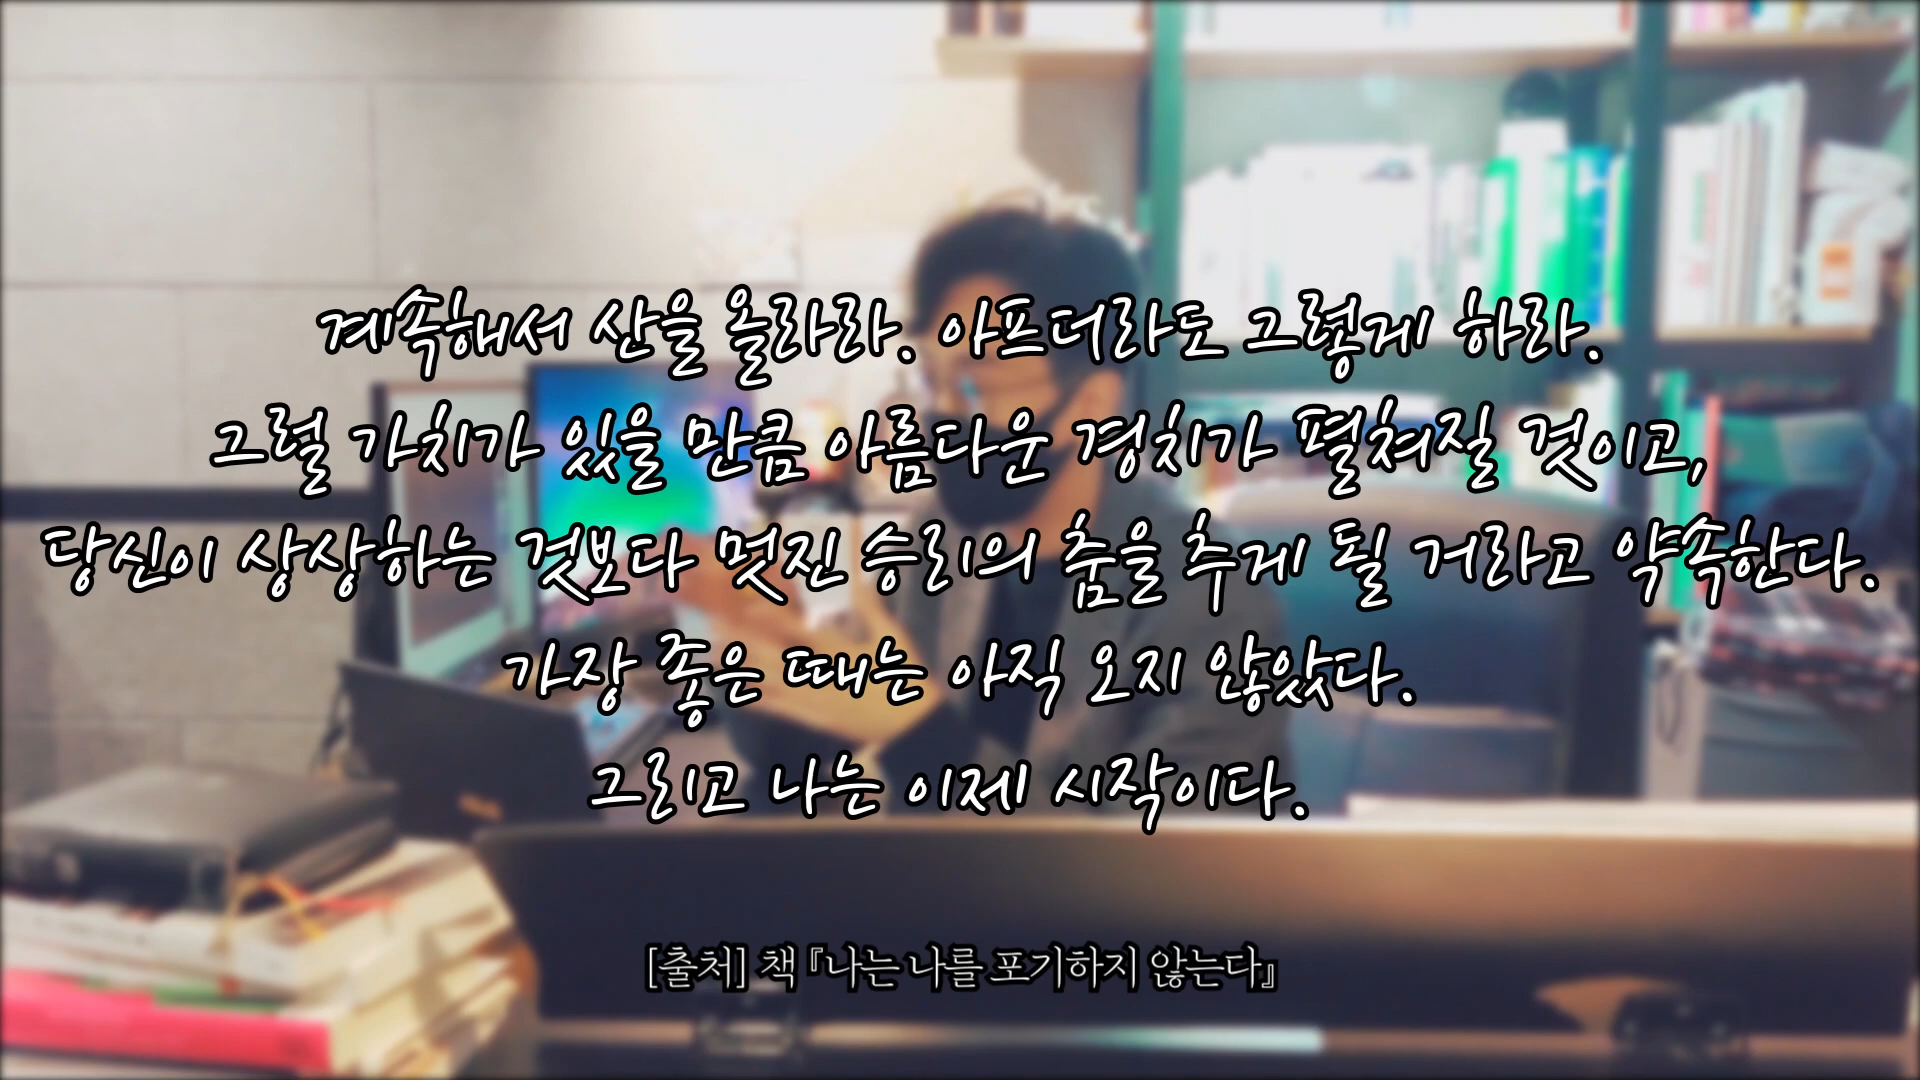 계속해서 산을 올라라. 아프더라도 그렇게 하라.
그럴 가치가 있을 만큼 아름다운 경치가 펼쳐질 것이고,
당신이 상상하는 것보다 멋진 승리의 춤을 추게 될 거라고 약속한다.
가장 좋은 때는 아직 오지 않았다.
그리고 나는 이제 시작이다.
[출처] 책 『나는 나를 포기하지 않는다』